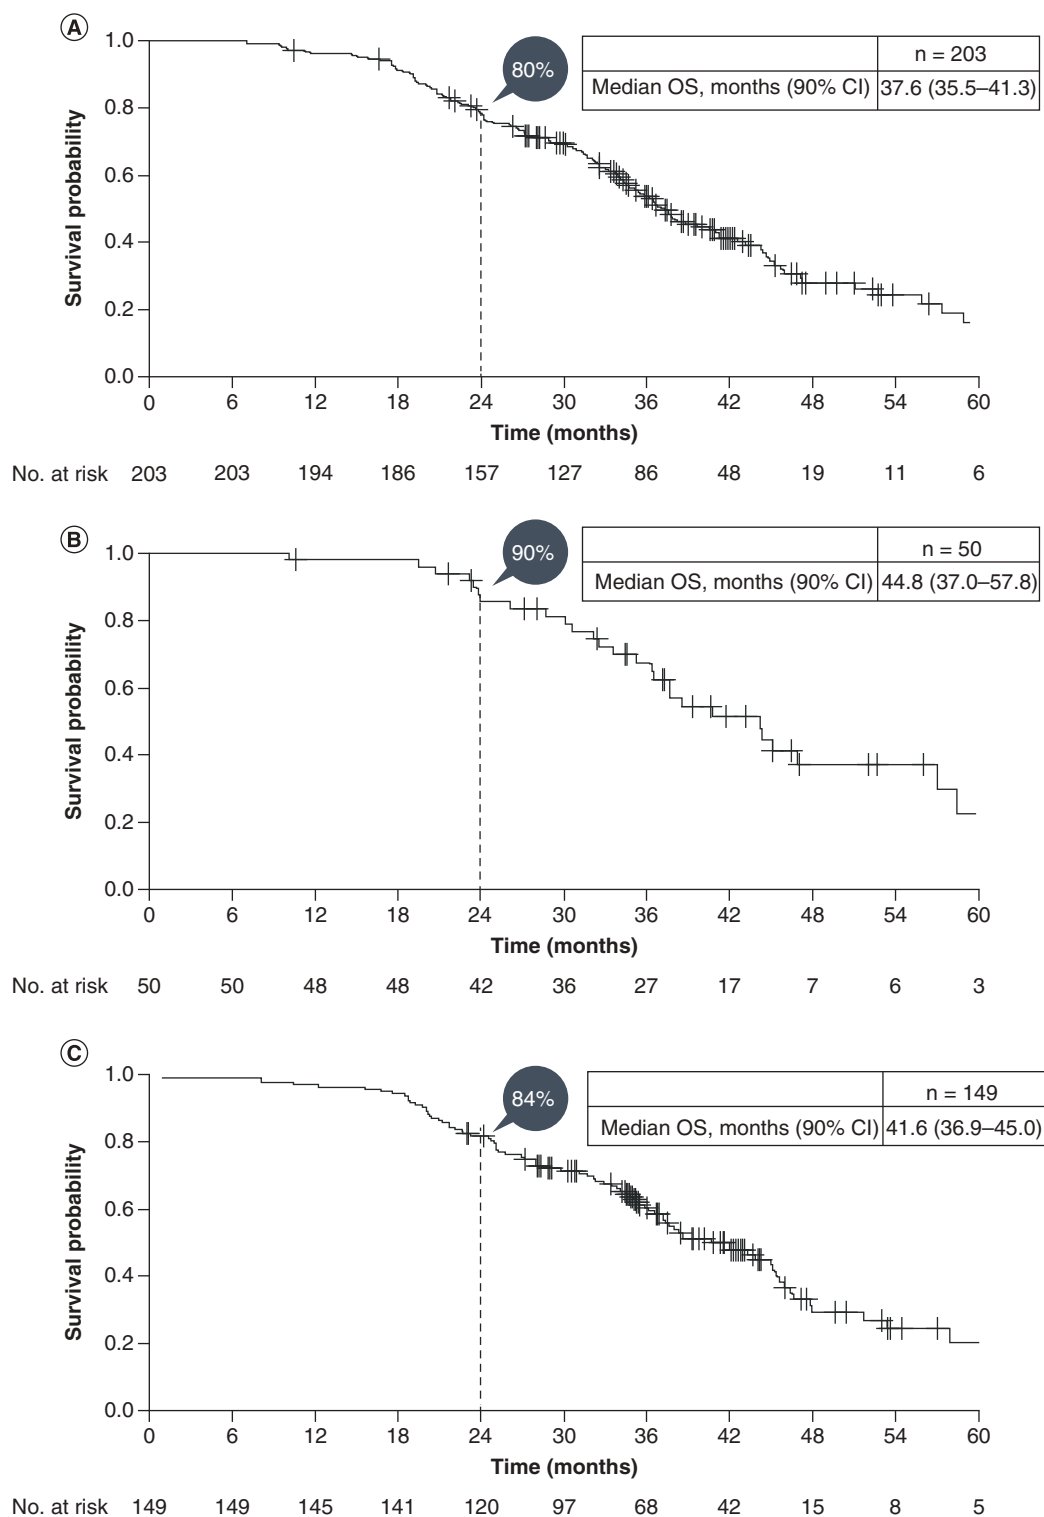 A
n = 203
Median OS, months (90% CI) 37.6 (35.5–41.3)
80%
Survival probability
1.0
0.8
0.6
0.4
0.2
0.0
0 6 12 18 24 30 36 42 48 54 60
Time (months)
No. at risk 203 203 194 186 157 127 86 48 19 11 6
B
n = 50
Median OS, months (90% CI) 44.8 (37.0–57.8)
90%
Survival probability
1.0
0.8
0.6
0.4
0.2
0.0
0 6 12 18 24 30 36 42 48 54 60
Time (months)
No. at risk 50 50 48 48 42 36 27 17 7 6 3
C
n = 149
Median OS, months (90% CI) 41.6 (36.9–45.0)
84%
Survival probability
1.0
0.8
0.6
0.4
0.2
0.0
0 6 12 18 24 30 36 42 48 54 60
Time (months)
No. at risk 149 149 145 141 120 97 68 42 15 8 5